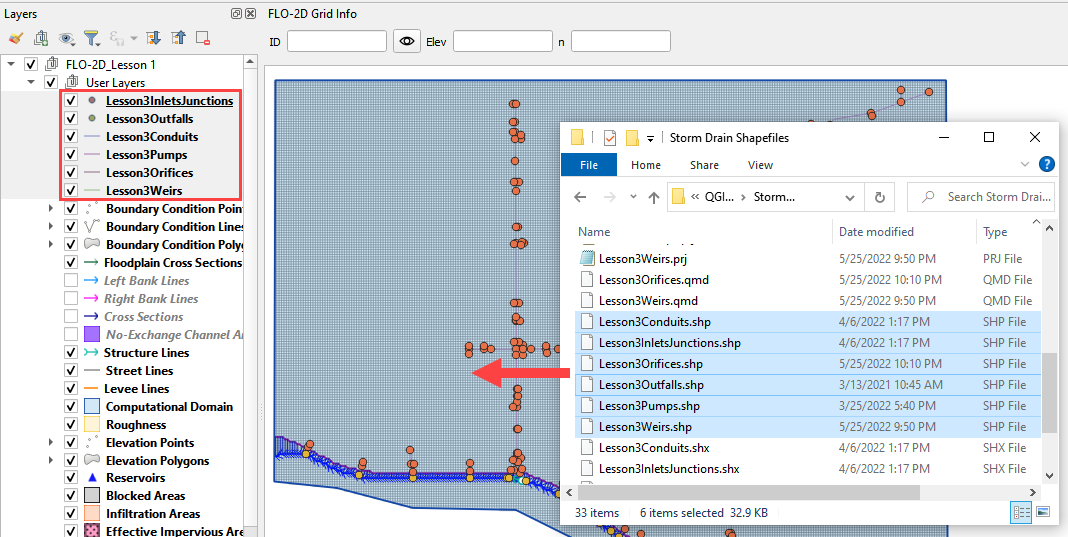 Layers
FLO-2D Grid Info
ID
Elev
n
FLO-2D_Lesson 1
User Layers
Lesson3InletsJunctions
Lesson3Outfalls
Lesson3Conduits
Lesson3Pumps
Lesson3Orifices
Lesson3Weirs
Boundary Condition Poin
Boundary Condition Lines
Boundary Condition Polyg
Floodplain Cross Sections
Left Bank Lines
Right Bank Lines
Cross Sections
No-Exchange Channel A
Structure Lines
Street Lines
Levee Lines
Computational Domain
Roughness
Elevation Points
Elevation Polygons
Reservoirs
Blocked Areas
Infiltration Areas
Effective Impervious Are
Storm Drain Shapefiles
File Home Share View
« QGI... Storm...
Search Storm Drai...
Name Date modified Type
Lesson3Weirs.prj 5/25/2022 9:50 PM PRJ File
Lesson3Orifices.qmd 5/25/2022 10:10 PM QMD File
Lesson3Weirs.qmd 5/25/2022 9:50 PM QMD File
Lesson3Conduits.shp 4/6/2022 1:17 PM SHP File
Lesson3InletsJunctions.shp 4/6/2022 1:17 PM SHP File
Lesson3Orifices.shp 5/25/2022 10:10 PM SHP File
Lesson3Outfalls.shp 3/13/2021 10:45 AM SHP File
Lesson3Pumps.shp 3/25/2022 5:40 PM SHP File
Lesson3Weirs.shp 5/25/2022 9:50 PM SHP File
Lesson3Conduits.shx 4/6/2022 1:17 PM SHX File
Lesson3InletsJunctions.shx 4/6/2022 1:17 PM SHX File
33 items 6 items selected 32.9 KB